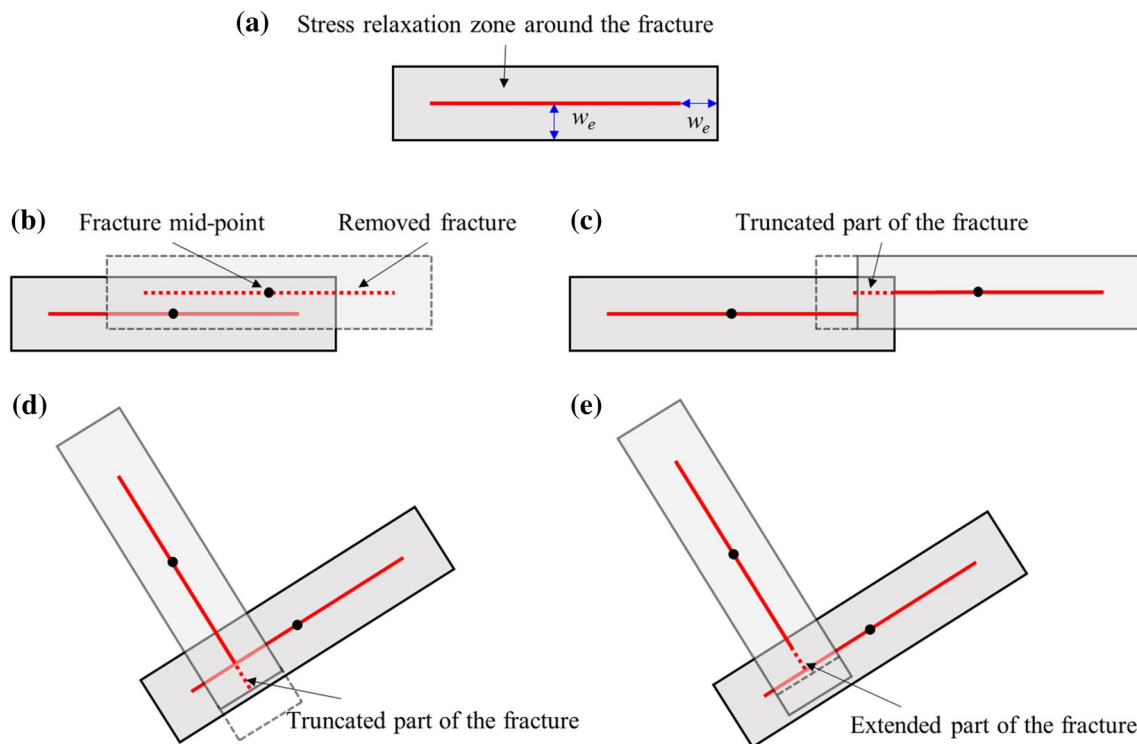 (a) Stress relaxation zone around the fracture
w_e
w_e
(b) Fracture mid-point Removed fracture
(c) Truncated part of the fracture
(d)
Truncated part of the fracture
(e)
Extended part of the fracture